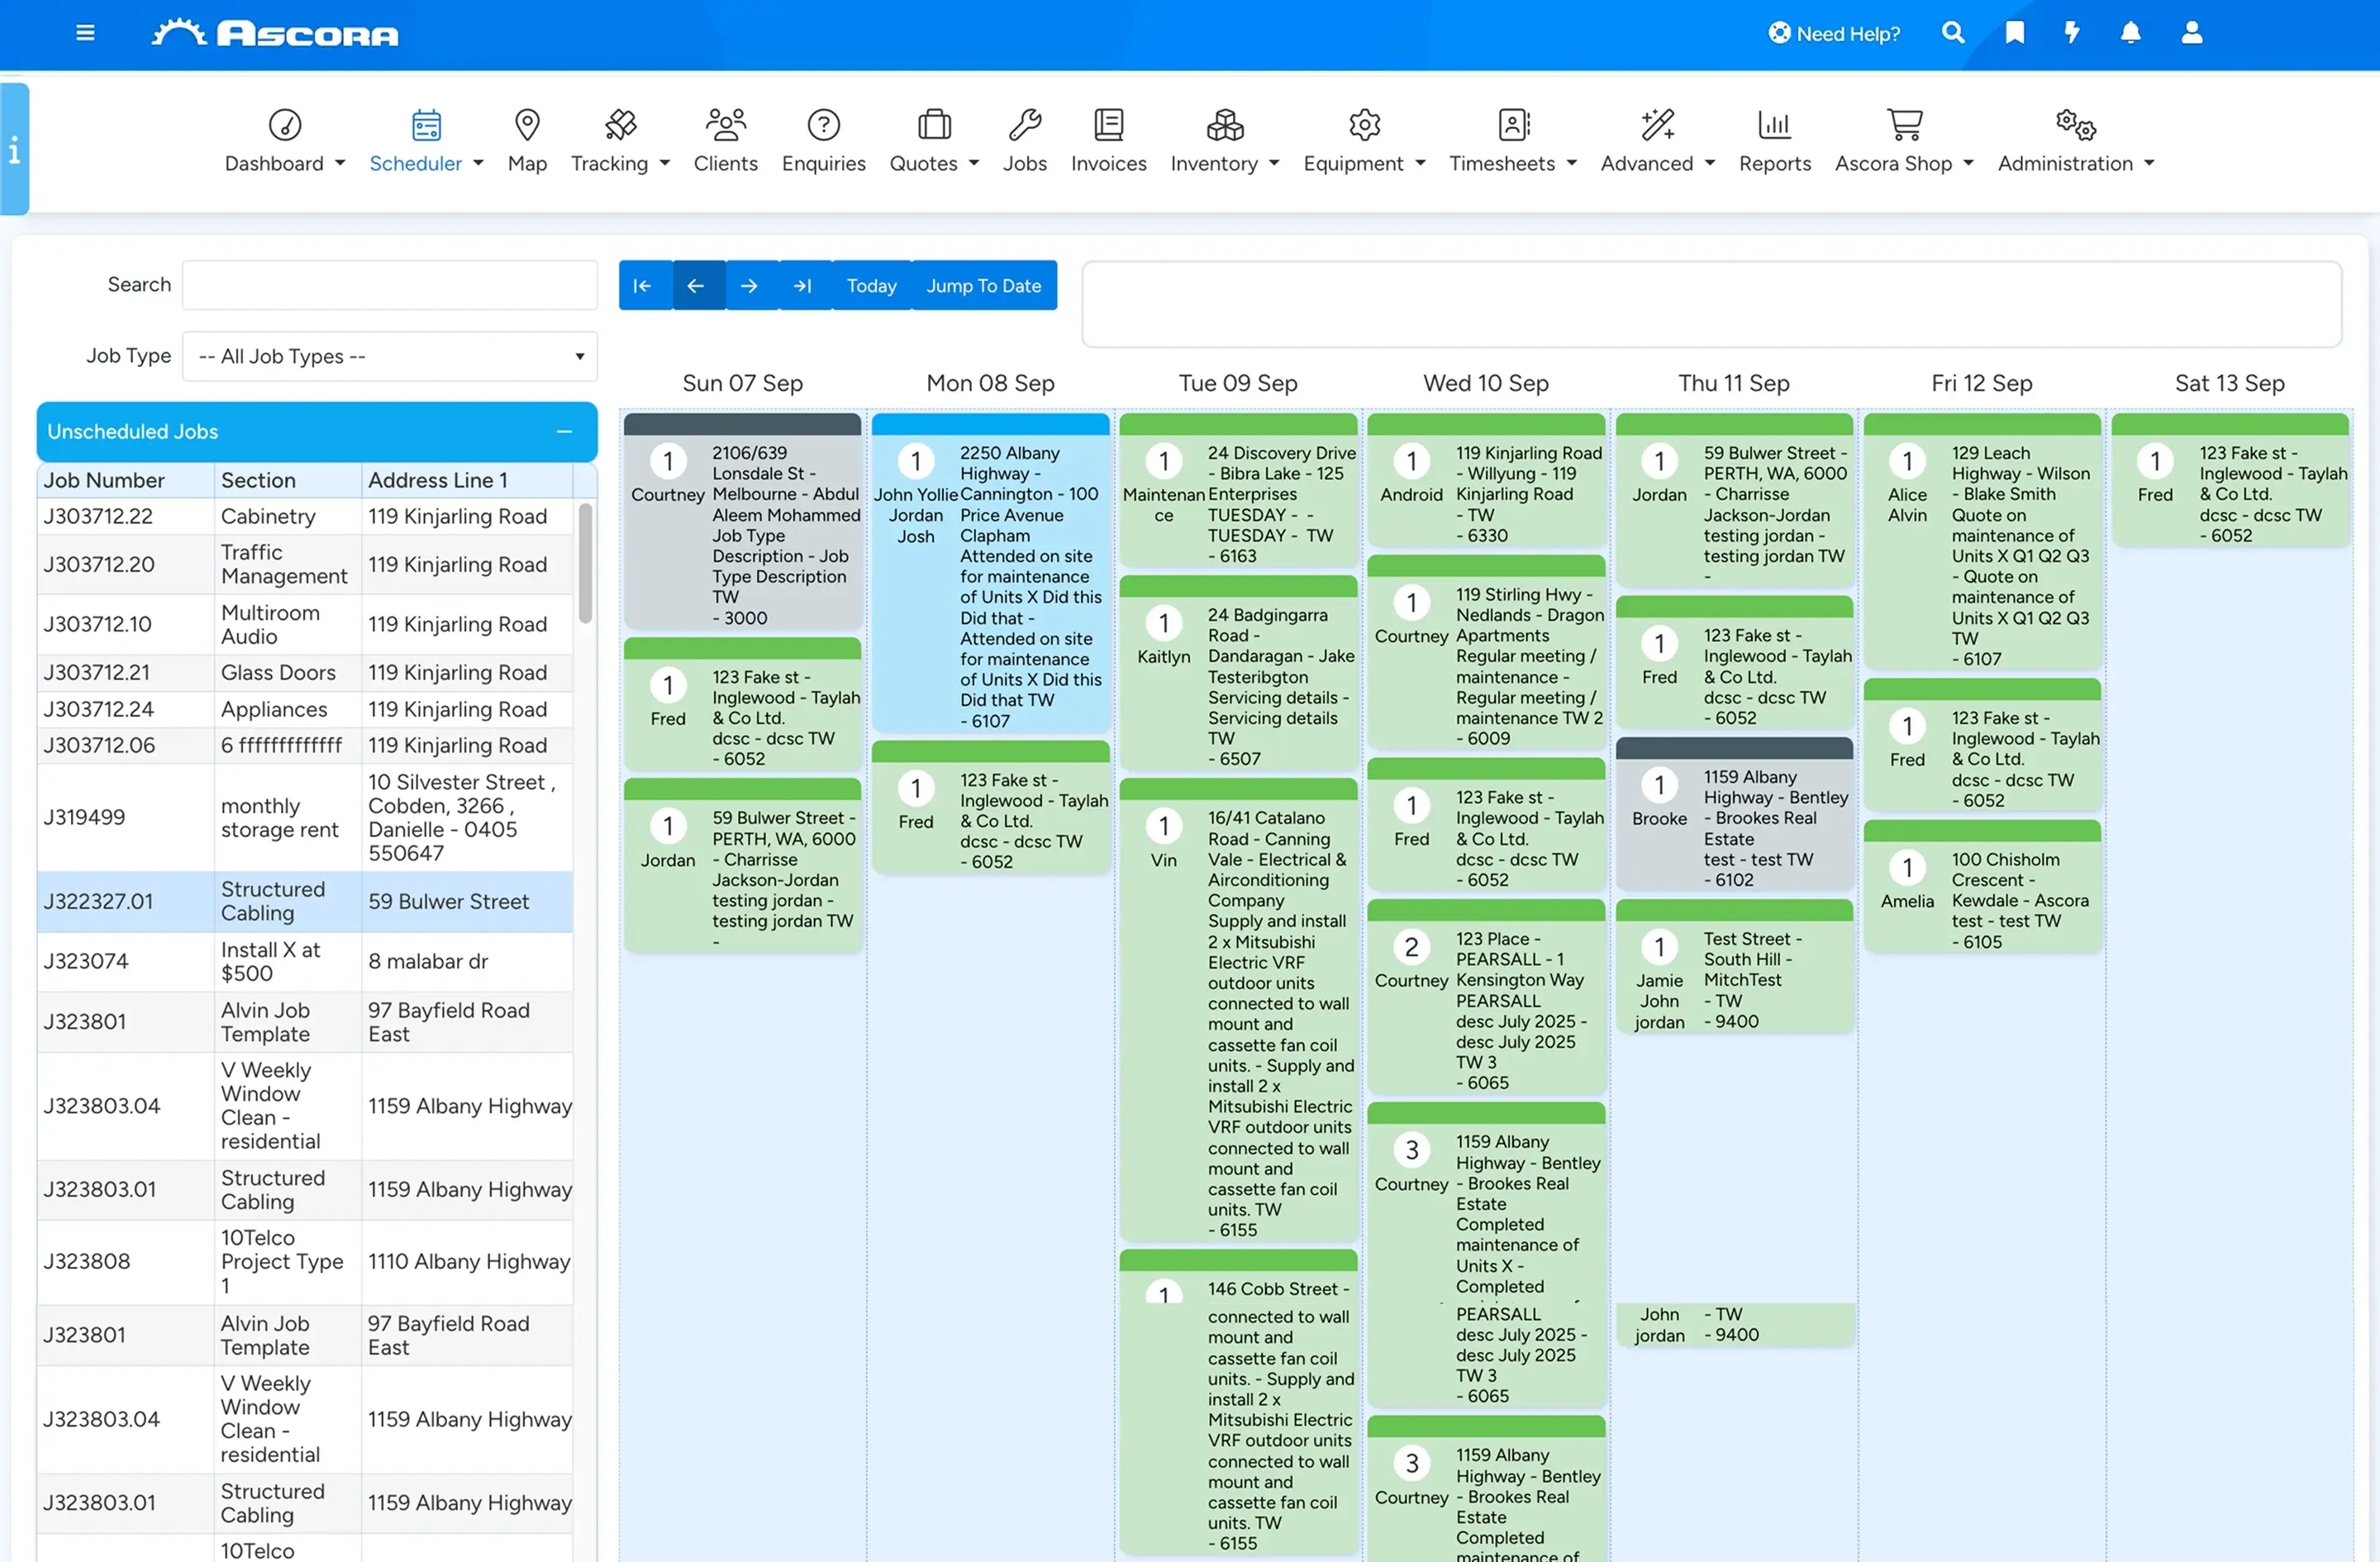 ASCORA
Need Help?
i
Dashboard
Scheduler
Map
Tracking
Clients
Enquiries
Quotes
Jobs
Invoices
Inventory
Equipment
Timesheets
Advanced
Reports
Ascora Shop
Administration
Search
Job Type
-- All Job Types --
Today
Jump To Date
Unscheduled Jobs
Job Number
Section
Address Line 1
J303712.22
Cabinetry
119 Kinjarling Road
J303712.20
Traffic
Management
119 Kinjarling Road
J303712.10
Multiroom
Audio
119 Kinjarling Road
J303712.21
Glass Doors
119 Kinjarling Road
J303712.24
Appliances
119 Kinjarling Road
J303712.06
6 fffffffffffff
119 Kinjarling Road
J319499
monthly
storage rent
10 Silvester Street ,
Cobden, 3266 ,
Danielle - 0405
550647
J322327.01
Structured
Cabling
59 Bulwer Street
J323074
Install X at
$500
8 malabar dr
J323801
Alvin Job
Template
97 Bayfield Road
East
J323803.04
V Weekly
Window
Clean -
residential
1159 Albany Highway
J323803.01
Structured
Cabling
1159 Albany Highway
J323808
10Telco
Project Type
1
1110 Albany Highway
J323801
Alvin Job
Template
97 Bayfield Road
East
J323803.04
V Weekly
Window
Clean -
residential
1159 Albany Highway
J323803.01
Structured
Cabling
1159 Albany Highway
10Telco
Sun 07 Sep
1
Courtney
2106/639
Lonsdale St -
Melbourne - Abdul
Aleem Mohammed
Job Type
Description - Job
Type Description
TW
- 3000
1
Fred
123 Fake st -
Inglewood - Taylah
& Co Ltd.
dcsc - dcsc TW
- 6052
1
Jordan
59 Bulwer Street -
PERTH, WA, 6000
- Charrisse
Jackson-Jordan
testing jordan -
testing jordan TW
-
Mon 08 Sep
1
John Yollie
Jordan
Josh
2250 Albany
Highway -
Cannington - 100
Price Avenue
Clapham
Attended on site
for maintenance
of Units X Did this
Did that -
Attended on site
for maintenance
of Units X Did this
Did that TW
- 6107
1
Fred
123 Fake st -
Inglewood - Taylah
& Co Ltd.
dcsc - dcsc TW
- 6052
Tue 09 Sep
1
Maintenan
ce
24 Discovery Drive
- Bibra Lake - 125
Enterprises
TUESDAY - -
TUESDAY - TW
- 6163
1
Kaitlyn
24 Badgingarra
Road -
Dandaragan - Jake
Testeribgton
Servicing details -
Servicing details
TW
- 6507
1
Vin
16/41 Catalano
Road - Canning
Vale - Electrical &
Airconditioning
Company
Supply and install
2 x Mitsubishi
Electric VRF
outdoor units
connected to wall
mount and
cassette fan coil
units. - Supply and
install 2 x
Mitsubishi Electric
VRF outdoor units
connected to wall
mount and
cassette fan coil
units. TW
- 6155
1
146 Cobb Street -
connected to wall
mount and
cassette fan coil
units. - Supply and
install 2 x
Mitsubishi Electric
VRF outdoor units
connected to wall
mount and
cassette fan coil
units. TW
- 6155
Wed 10 Sep
1
Android
119 Kinjarling Road
- Willyung - 119
Kinjarling Road
- TW
- 6330
1
Courtney
119 Stirling Hwy -
Nedlands - Dragon
Apartments
Regular meeting /
maintenance -
Regular meeting /
maintenance TW 2
- 6009
1
Fred
123 Fake st -
Inglewood - Taylah
& Co Ltd.
dcsc - dcsc TW
- 6052
2
Courtney
123 Place -
PEARSALL - 1
Kensington Way
PEARSALL
desc July 2025 -
desc July 2025
TW 3
- 6065
3
Courtney
1159 Albany
Highway - Bentley
- Brookes Real
Estate
Completed
maintenance of
Units X -
Completed
PEARSALL
desc July 2025 -
desc July 2025
TW 3
- 6065
3
Courtney
1159 Albany
Highway - Bentley
- Brookes Real
Estate
Completed
maintenance of
Thu 11 Sep
1
Jordan
59 Bulwer Street -
PERTH, WA, 6000
- Charrisse
Jackson-Jordan
testing jordan -
testing jordan TW
-
1
Fred
123 Fake st -
Inglewood - Taylah
& Co Ltd.
dcsc - dcsc TW
- 6052
1
Brooke
1159 Albany
Highway - Bentley
- Brookes Real
Estate
test - test TW
- 6102
1
Jamie
John
jordan
Test Street -
South Hill -
MitchTest
- TW
- 9400
John
jordan
- TW
- 9400
Fri 12 Sep
1
Alice
Alvin
129 Leach
Highway - Wilson
- Blake Smith
Quote on
maintenance of
Units X Q1 Q2 Q3
- Quote on
maintenance of
Units X Q1 Q2 Q3
TW
- 6107
1
Fred
123 Fake st -
Inglewood - Taylah
& Co Ltd.
dcsc - dcsc TW
- 6052
1
Amelia
100 Chisholm
Crescent -
Kewdale - Ascora
test - test TW
- 6105
Sat 13 Sep
1
Fred
123 Fake st -
Inglewood - Taylah
& Co Ltd.
dcsc - dcsc TW
- 6052